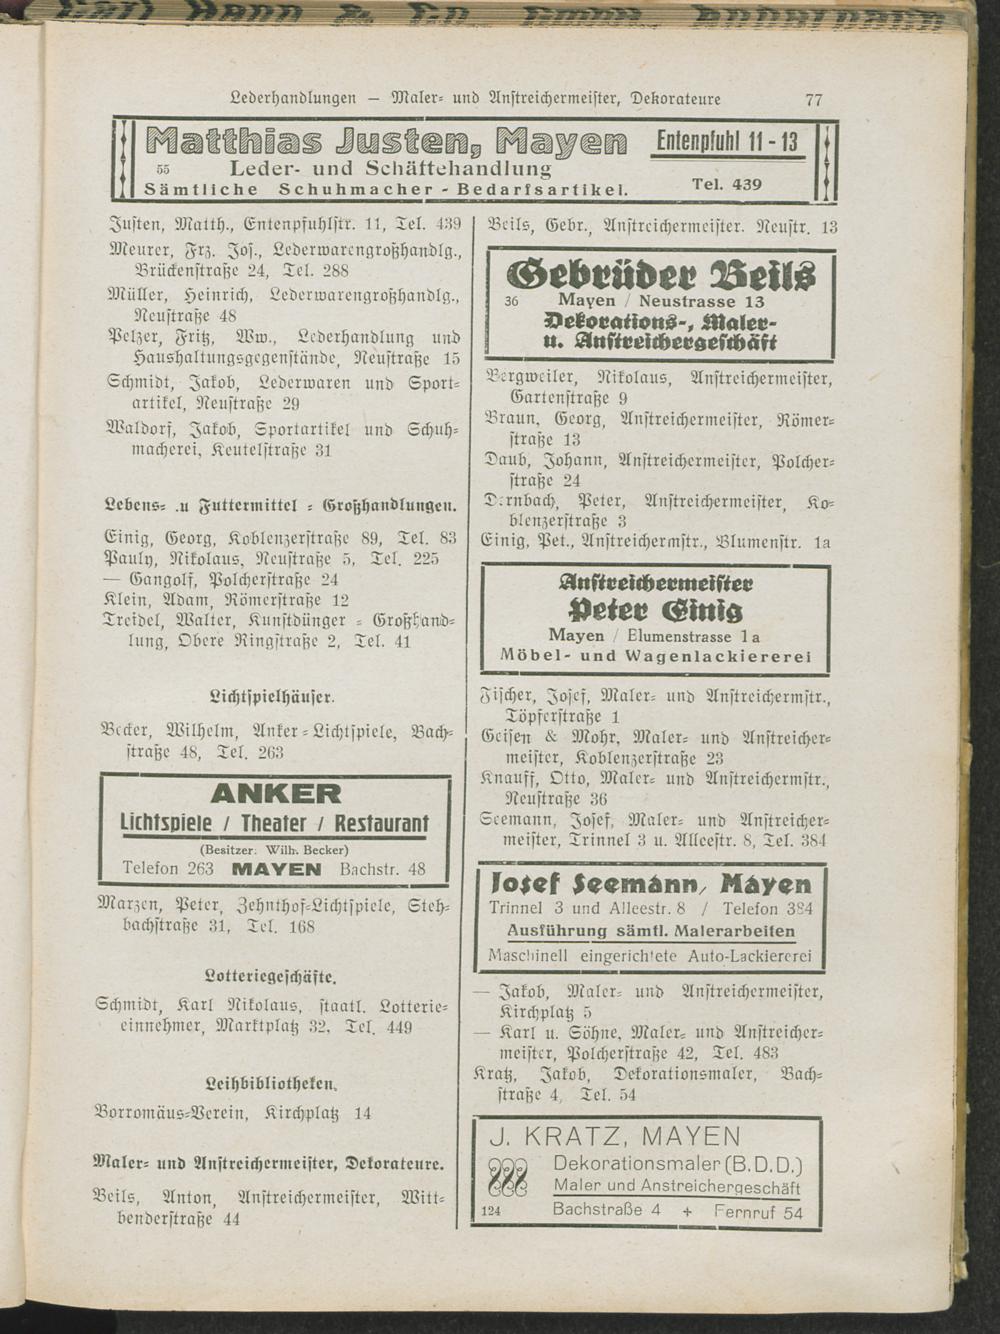 Lederhandlungen — Maler- und Anstreichermeister, Dekorateure 77
Matthias Justen, Mayen
Entenpfuhl 11 - 13
55 Leder- und Schäftehandlung
Sämtliche Schuhmacher - Bedarfsartikel.
Tel. 439
Justen, Matth., Entenpfuhlstr. 11, Tel. 439
Meurer, Frz. Jos., Lederwarengroßhandlg.,
Brückenstraße 24, Tel. 288
Müller, Heinrich, Lederwarengroßhandlg.,
Neustraße 48
Pelzer, Fritz, Ww., Lederhandlung und
Haushaltungsgegenstände, Neustraße 15
Schmidt, Jakob, Lederwaren und Sport-
artikel, Neustraße 29
Waldorf, Jakob, Sportartikel und Schuh-
macherei, Keutelstraße 31
Lebens- .u Futtermittel - Großhandlungen.
Einig, Georg, Koblenzerstraße 89, Tel. 83
Pauly, Nikolaus, Neustraße 5, Tel. 225
— Gangolf, Polcherstraße 24
Klein, Adam, Römerstraße 12
Treidel, Walter, Kunstdünger - Großhand-
lung, Obere Ringstraße 2, Tel. 41
Lichtspielhäuser.
Becker, Wilhelm, Anker-Lichtspiele, Bach-
straße 48, Tel. 263
ANKER
Lichtspiele / Theater / Restaurant
(Besitzer: Wilh. Becker)
Telefon 263 MAYEN Bachstr. 48
Marzen, Peter, Zehnthof-Lichtspiele, Steh-
bachstraße 31, Tel. 168
Lotteriegeschäfte.
Schmidt, Karl Nikolaus, staatl. Lotterie-
einnehmer, Marktplatz 32, Tel. 449
Leihbibliotheken.
Borromäus-Verein, Kirchplatz 14
Maler- und Anstreichermeister, Dekorateure.
Beils, Anton, Anstreichermeister, Witt-
benderstraße 44
Beils, Gebr., Anstreichermeister. Neustr. 13
Gebrüder Beils
36 Mayen / Neustrasse 13
Dekorations-, Maler-
u. Anstreichergeschäft
Bergweiler, Nikolaus, Anstreichermeister,
Gartenstraße 9
Braun, Georg, Anstreichermeister, Römer-
straße 13
Daub, Johann, Anstreichermeister, Polcher-
straße 24
Dernbach, Peter, Anstreichermeister, Ko-
blenzerstraße 3
Einig, Pet., Anstreichermstr., Blumenstr. 1a
Anstreichermeister
Peter Einig
Mayen / Blumenstrasse 1a
Möbel- und Wagenlackiererei
Fischer, Josef, Maler- und Anstreichermstr.,
Töpferstraße 1
Geisen & Mohr, Maler- und Anstreicher-
meister, Koblenzerstraße 23
Knauff, Otto, Maler- und Anstreichermstr.,
Neustraße 36
Seemann, Josef, Maler- und Anstreicher-
meister, Trinnel 3 u. Alleestr. 8, Tel. 384
Josef Seemann, Mayen
Trinnel 3 und Alleestr. 8 / Telefon 384
Ausführung sämtl. Malerarbeiten
Maschinell eingerichtete Auto-Lackiererei
— Jakob, Maler- und Anstreichermeister,
Kirchplatz 5
— Karl u. Söhne, Maler- und Anstreicher-
meister, Polcherstraße 42, Tel. 483
Kratz, Jakob, Dekorationsmaler, Bach-
straße 4, Tel. 54
J. KRATZ, MAYEN
Dekorationsmaler (B.D.D.)
Maler und Anstreichergeschäft
124 Bachstraße 4 + Fernruf 54